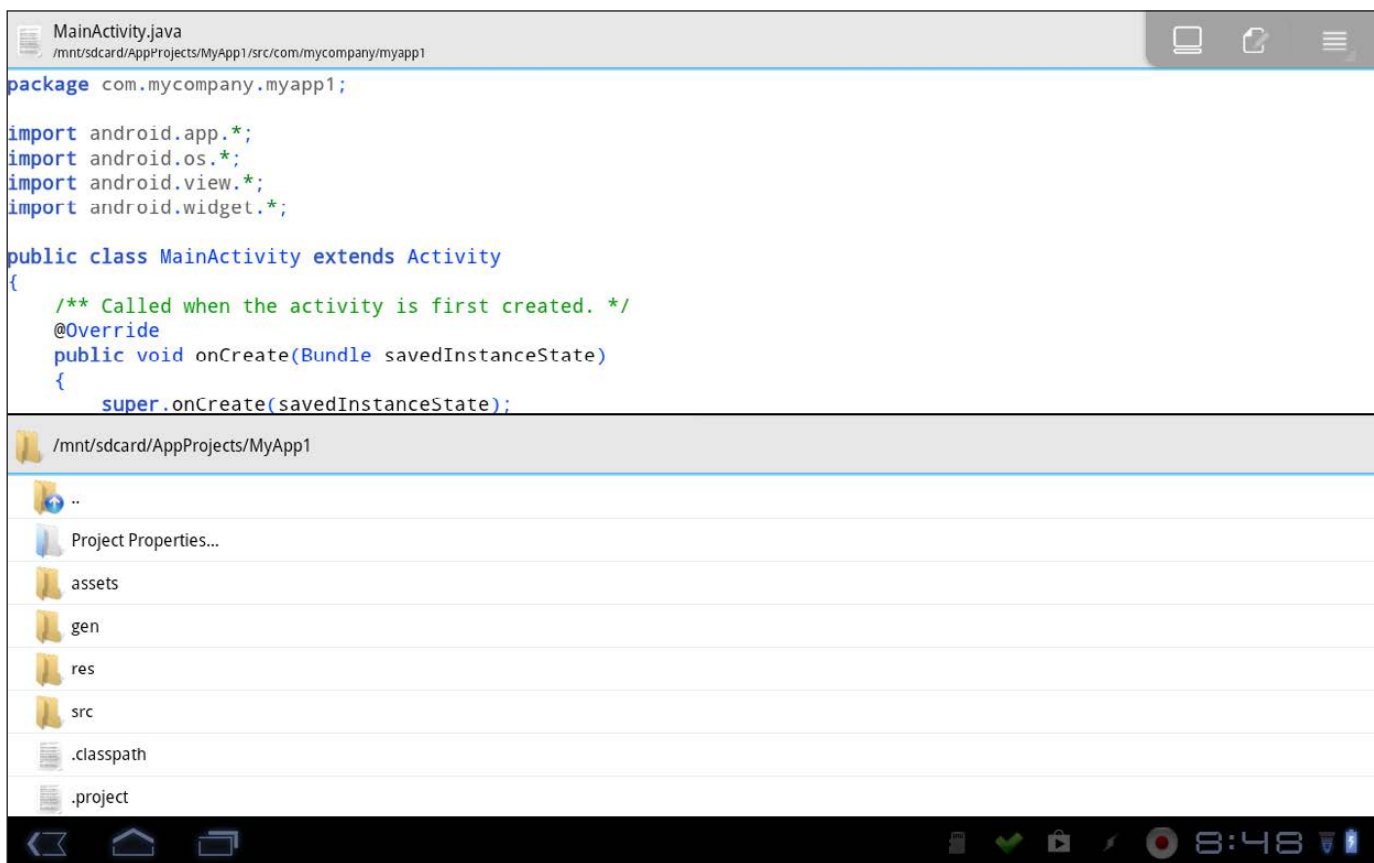 MainActivity.java
/mnt/sdcard/AppProjects/MyApp1/src/com/mycompany/myapp1
package com.mycompany.myapp1;
import android.app.*;
import android.os.*;
import android.view.*;
import android.widget.*;
public class MainActivity extends Activity
{
/** Called when the activity is first created. */
@Override
public void onCreate(Bundle savedInstanceState)
{
super.onCreate(savedInstanceState);
/mnt/sdcard/AppProjects/MyApp1
..
Project Properties...
assets
gen
res
src
.classpath
.project
8:48